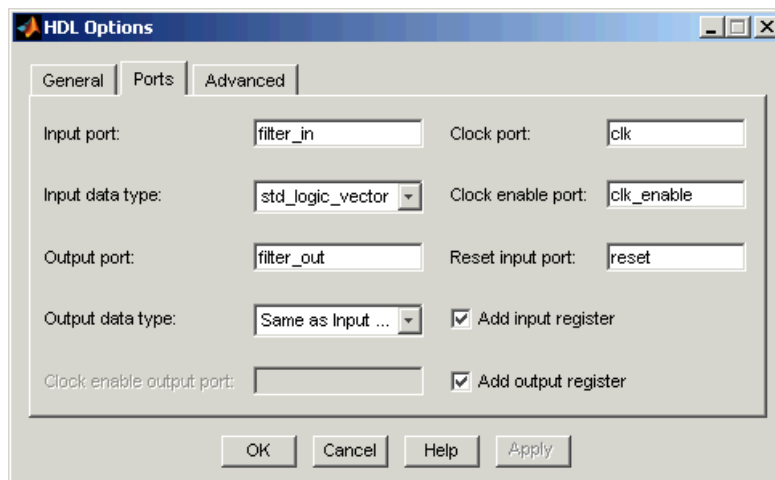 HDL Options
General Ports Advanced
Input port: filter_in Clock port: clk
Input data type: std_logic_vector Clock enable port: clk_enable
Output port: filter_out Reset input port: reset
Output data type: Same as Input ... Add input register
Clock enable output port: Add output register
OK Cancel Help Apply